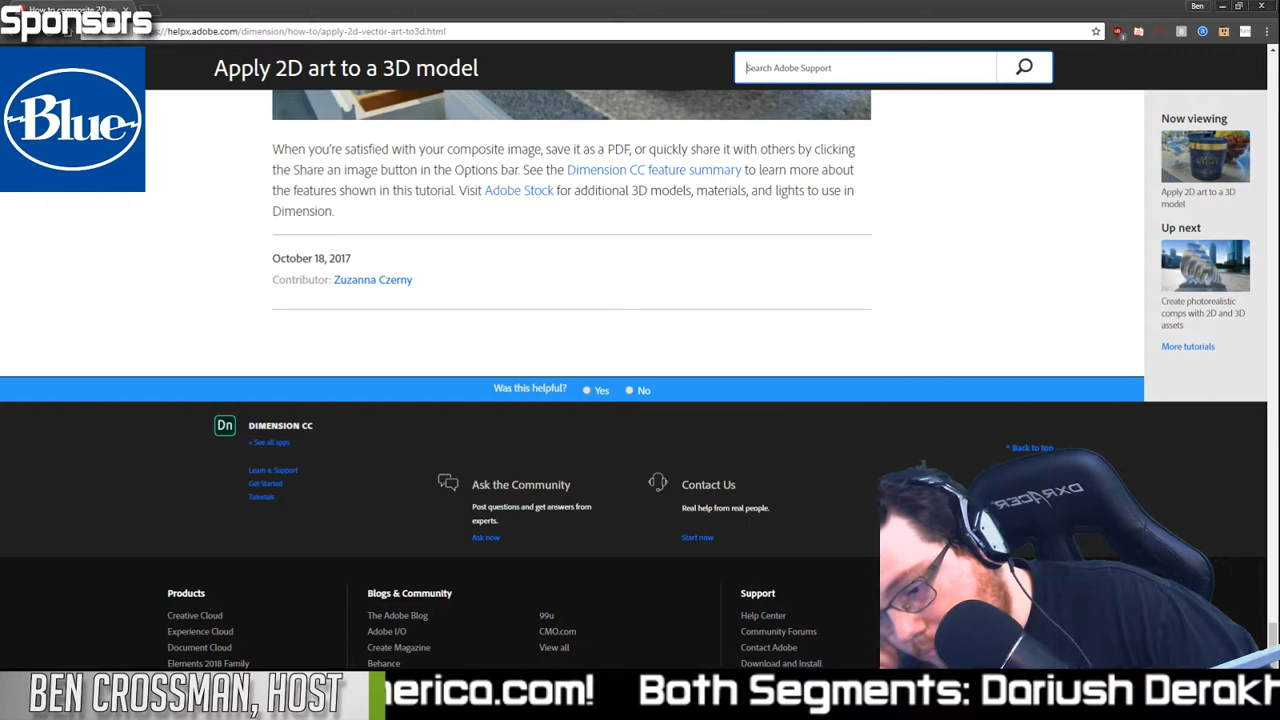 How to composite 2D a
Ben
Sponsors
helpx.adobe.com/dimension/how-to/apply-2d-vector-art-to3d.html
Apply 2D art to a 3D model
Search Adobe Support
Blue
When you're satisfied with your composite image, save it as a PDF, or quickly share it with others by clicking
the Share an image button in the Options bar. See the Dimension CC feature summary to learn more about
the features shown in this tutorial. Visit Adobe Stock for additional 3D models, materials, and lights to use in
Dimension.
October 18, 2017
Contributor: Zuzanna Czerny
Now viewing
Apply 2D art to a 3D
model
Up next
Create photorealistic
comps with 2D and 3D
assets
More tutorials
Was this helpful? Yes No
Dn DIMENSION CC
< See all apps
Learn & Support
Get Started
Tutorials
^ Back to top
Ask the Community
Post questions and get answers from
experts.
Ask now
Contact Us
Real help from real people.
Start now
DXRACER
Products
Creative Cloud
Experience Cloud
Document Cloud
Elements 2018 Family
Blogs & Community
The Adobe Blog
Adobe I/O
Create Magazine
Behance
99u
CMO.com
View all
Support
Help Center
Community Forums
Contact Adobe
Download and Install
BEN CROSSMAN, HOST
merica.com! Both Segments: Dariush Derakh